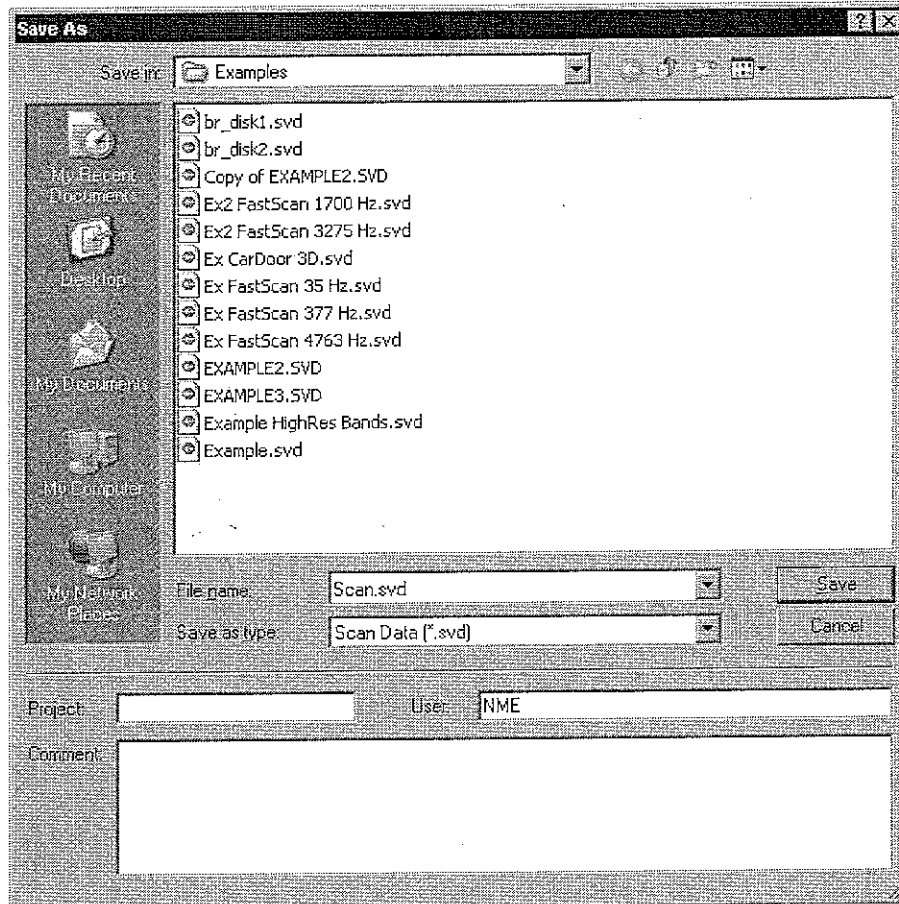 Save As
Save in: Examples
My Recent Documents
Desktop
My Documents
My Computer
My Network Places
br_disk1.svd
br_disk2.svd
Copy of EXAMPLE2.SVD
Ex2 FastScan 1700 Hz.svd
Ex2 FastScan 3275 Hz.svd
Ex CarDoor 3D.svd
Ex FastScan 35 Hz.svd
Ex FastScan 377 Hz.svd
Ex FastScan 4763 Hz.svd
EXAMPLE2.SVD
EXAMPLE3.SVD
Example HighRes Bands.svd
Example.svd
File name: Scan.svd Save
Save as type: Scan Data (*.svd) Cancel
Project: User: NME
Comment: